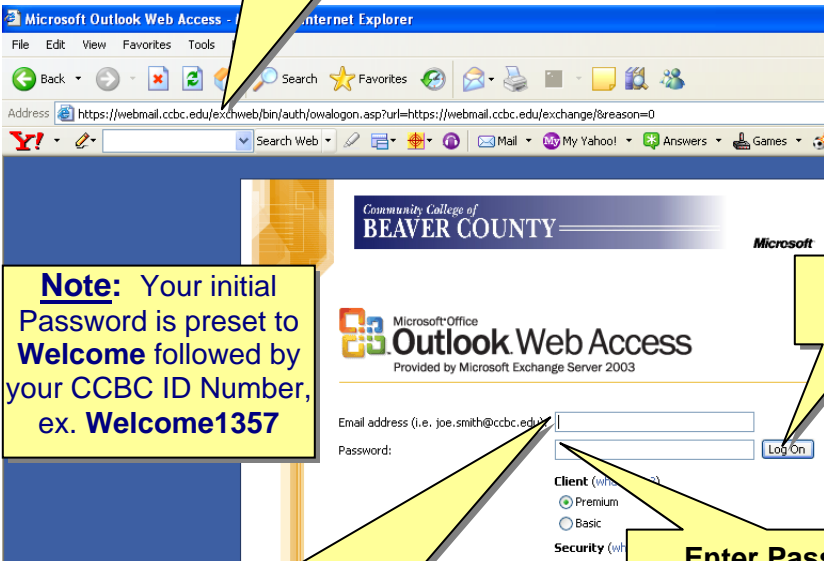 Microsoft Outlook Web Access - Internet Explorer
File Edit View Favorites Tools
Back Search Favorites
Address https://webmail.ccbc.edu/exchweb/bin/auth/owalogon.asp?url=https://webmail.ccbc.edu/exchange/&reason=0
Y! Search Web Mail My Yahoo! Answers Games
Community College of
BEAVER COUNTY
Microsoft
Note: Your initial
Password is preset to
Welcome followed by
your CCBC ID Number,
ex. Welcome1357
Microsoft Office
Outlook Web Access
Provided by Microsoft Exchange Server 2003
Email address (i.e. joe.smith@ccbc.edu):
Password:
Log On
Client
Premium
Basic
Security
Enter